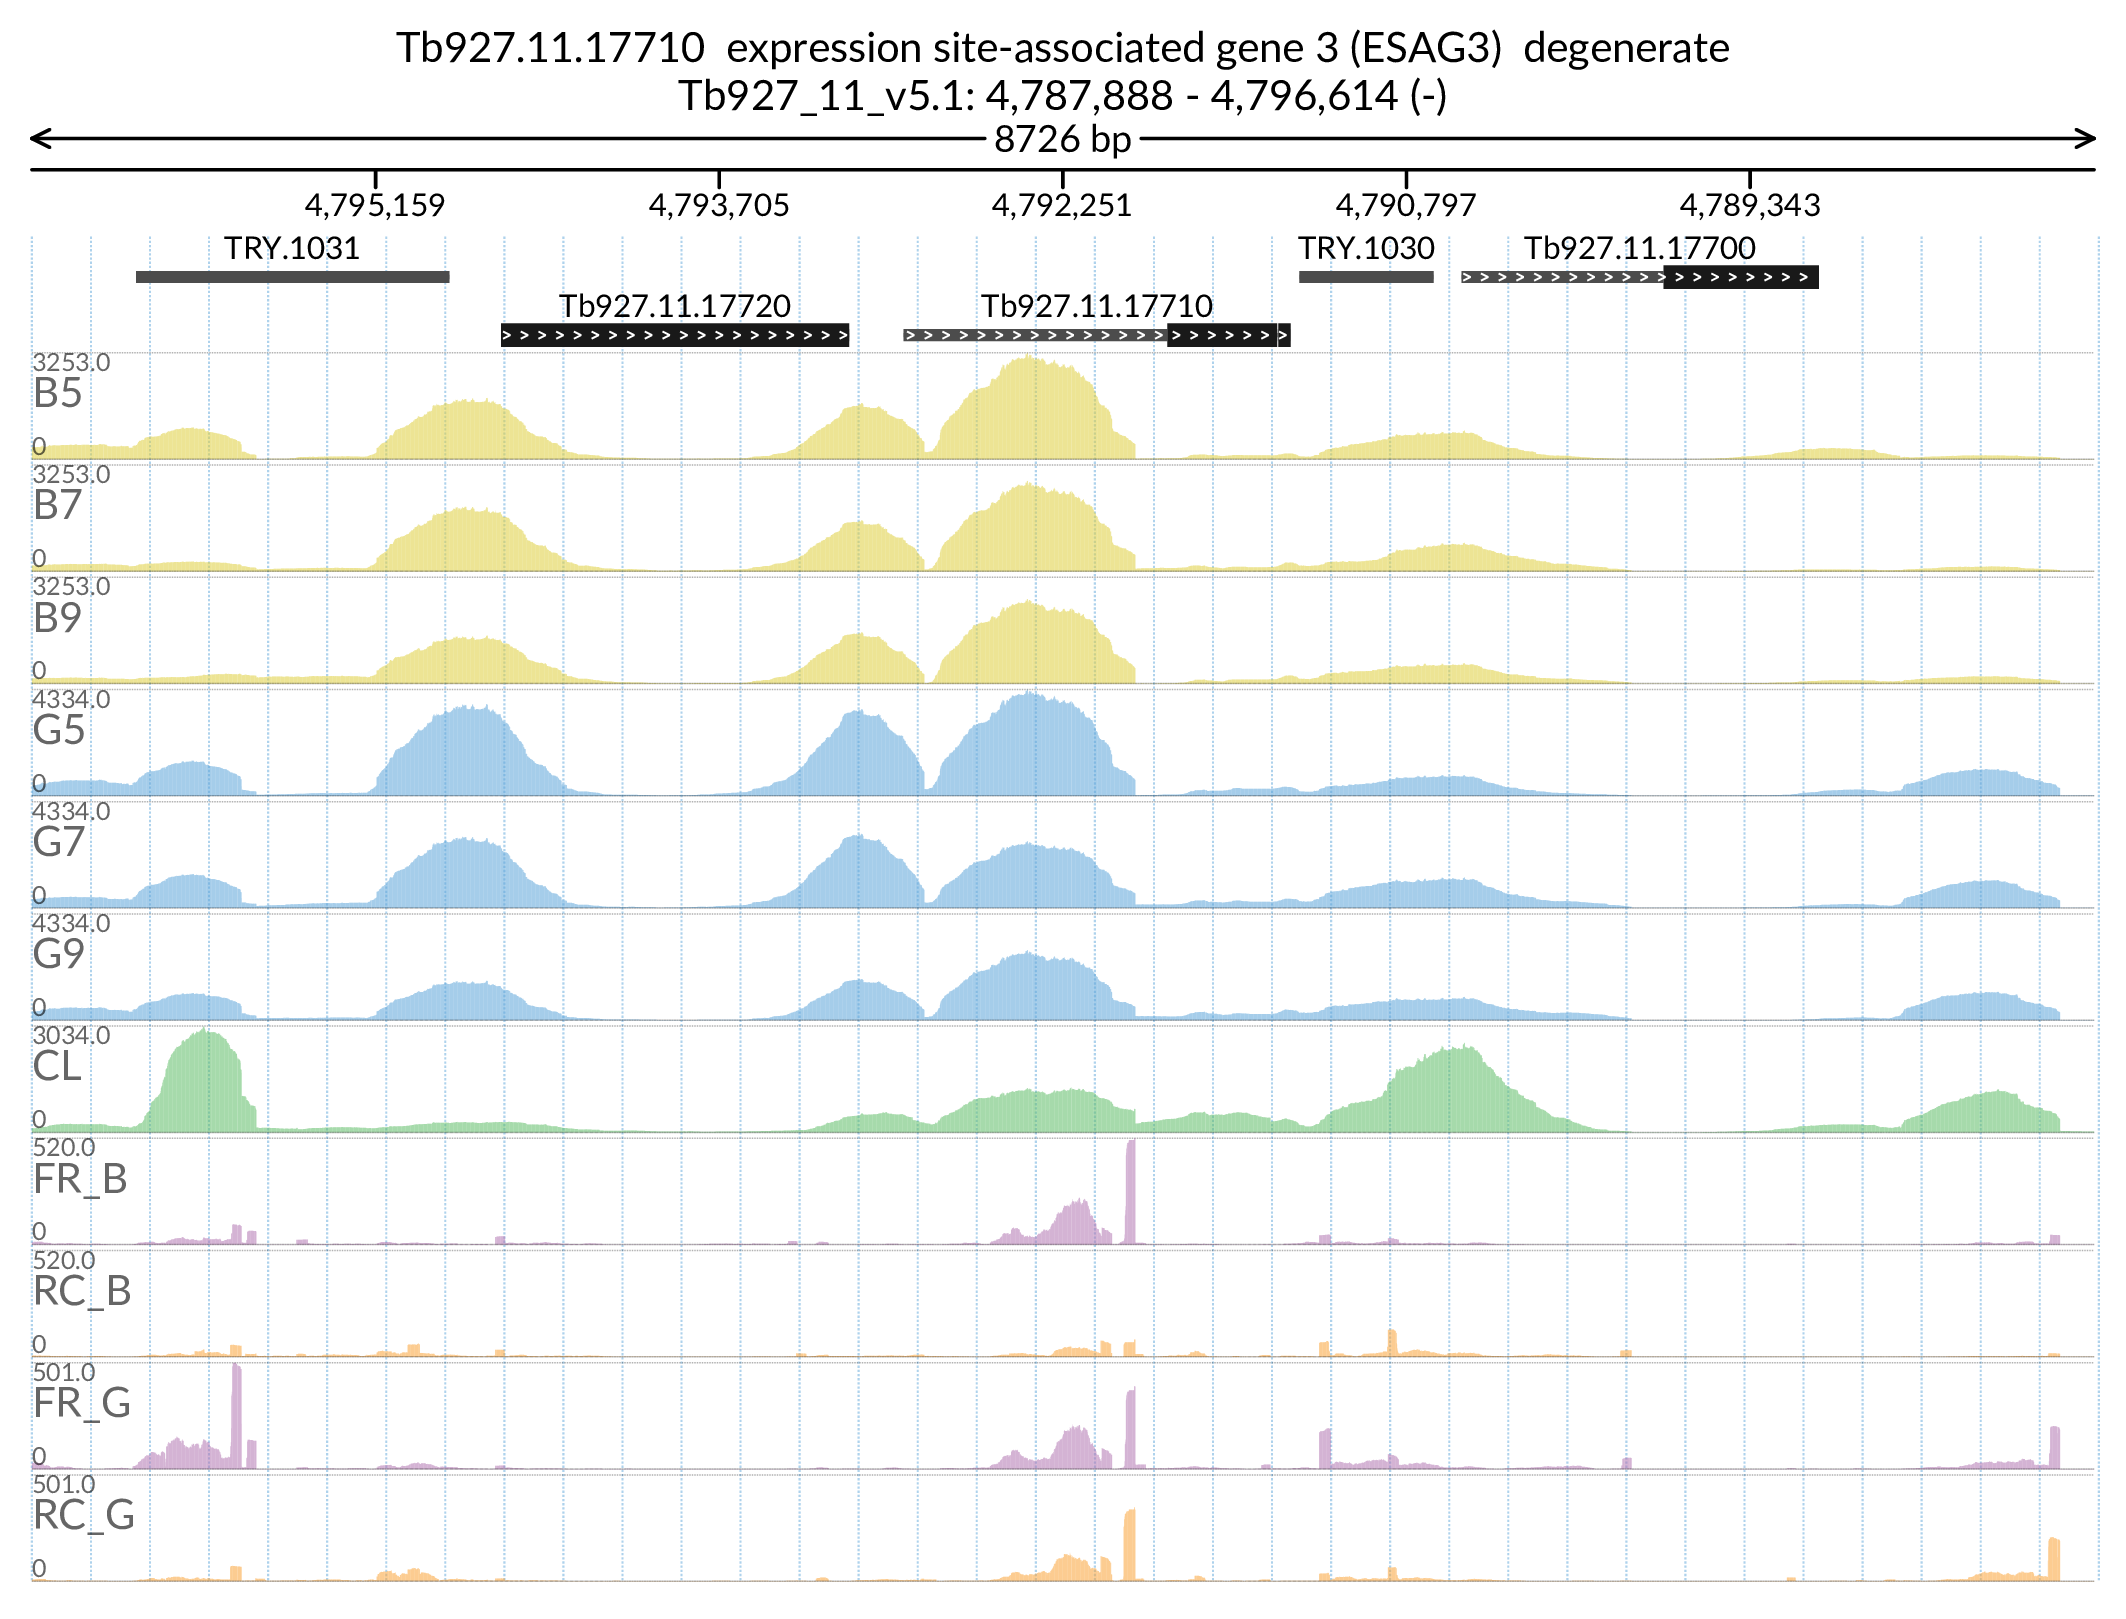 Tb927.11.17710  expression site-associated gene 3 (ESAG3)  degenerate
Tb927_11_v5.1: 4,787,888 - 4,796,614 (-)
8726 bp
4,795,159 4,793,705 4,792,251 4,790,797 4,789,343
TRY.1031 TRY.1030 Tb927.11.17700
Tb927.11.17720 Tb927.11.17710
3253.0
B5
0
3253.0
B7
0
3253.0
B9
0
4334.0
G5
0
4334.0
G7
0
4334.0
G9
0
3034.0
CL
0
520.0
FR_B
0
520.0
RC_B
0
501.0
FR_G
0
501.0
RC_G
0